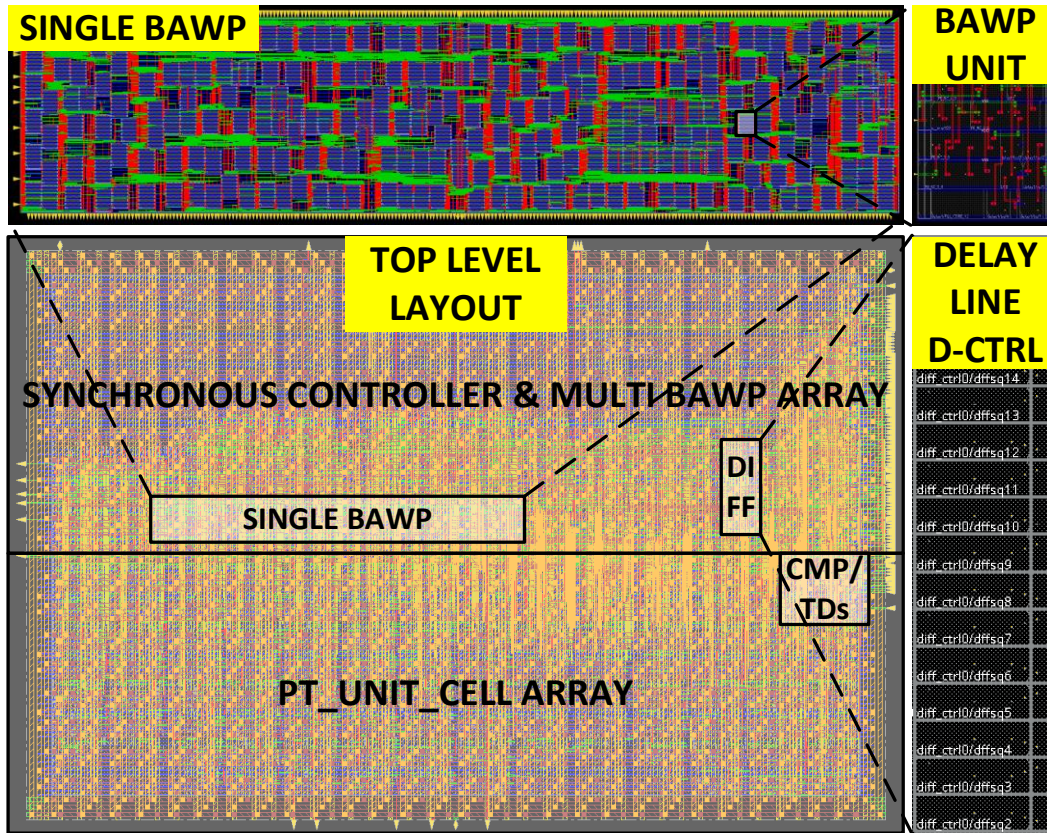 SINGLE BAWP
BAWP
UNIT
TOP LEVEL
LAYOUT
SYNCHRONOUS CONTROLLER & MULTI BAWP ARRAY
SINGLE BAWP
DI
FF
CMP/
TDs
PT_UNIT_CELL ARRAY
DELAY
LINE
D-CTRL
diff_ctrl0/dffsq14
diff_ctrl0/dffsq13
diff_ctrl0/dffsq12
diff_ctrl0/dffsq11
diff_ctrl0/dffsq10
diff_ctrl0/dffsq9
diff_ctrl0/dffsq8
diff_ctrl0/dffsq7
diff_ctrl0/dffsq6
diff_ctrl0/dffsq5
diff_ctrl0/dffsq4
diff_ctrl0/dffsq3
diff_ctrl0/dffsq2